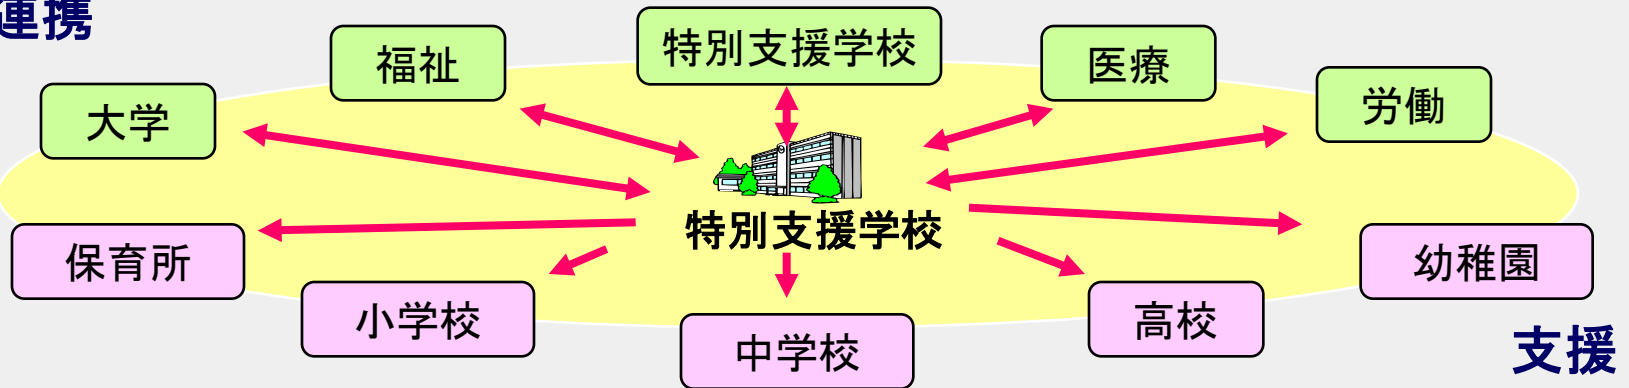 連携
福祉
特別支援学校
医療
大学
労働
特別支援学校
保育所
幼稚園
小学校
中学校
高校
支援